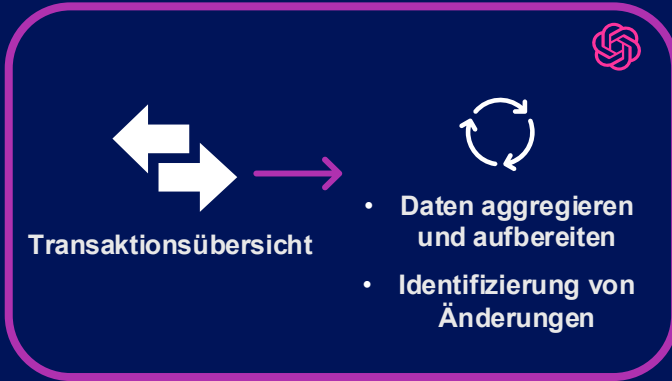 Transaktionsübersicht
• Daten aggregieren
und aufbereiten
• Identifizierung von
Änderungen